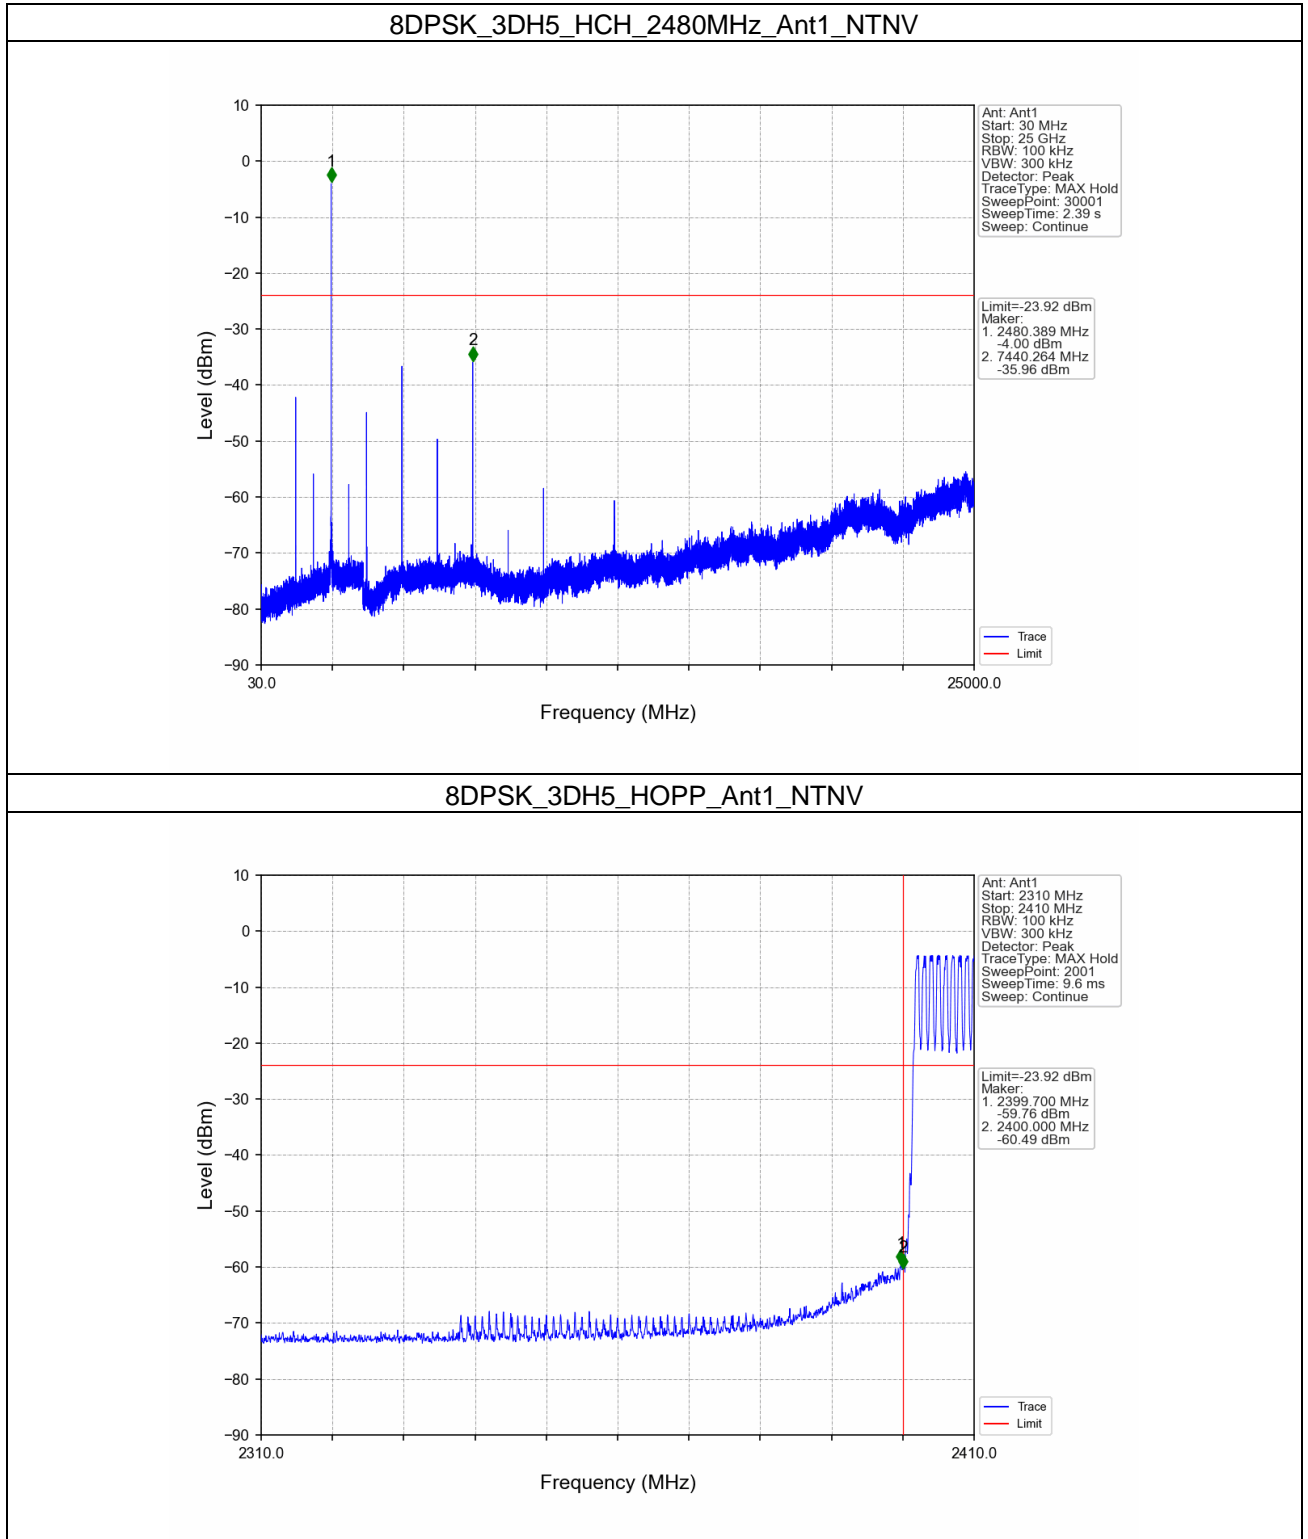 8DPSK_3DH5_HCH_2480MHz_Ant1_NTNV
10
0
−10
−20
−30
−40
−50
−60
−70
−80
−90
Level (dBm)
1
2
30.0
25000.0
Frequency (MHz)
Ant: Ant1
Start: 30 MHz
Stop: 25 GHz
RBW: 100 kHz
VBW: 300 kHz
Detector: Peak
TraceType: MAX Hold
SweepPoint: 30001
SweepTime: 2.39 s
Sweep: Continue
Limit=-23.92 dBm
Maker:
1. 2480.389 MHz
-4.00 dBm
2. 7440.264 MHz
-35.96 dBm
Trace
Limit
8DPSK_3DH5_HOPP_Ant1_NTNV
10
0
−10
−20
−30
−40
−50
−60
−70
−80
−90
Level (dBm)
1
2
2310.0
2410.0
Frequency (MHz)
Ant: Ant1
Start: 2310 MHz
Stop: 2410 MHz
RBW: 100 kHz
VBW: 300 kHz
Detector: Peak
TraceType: MAX Hold
SweepPoint: 2001
SweepTime: 9.6 ms
Sweep: Continue
Limit=-23.92 dBm
Maker:
1. 2399.700 MHz
-59.76 dBm
2. 2400.000 MHz
-60.49 dBm
Trace
Limit